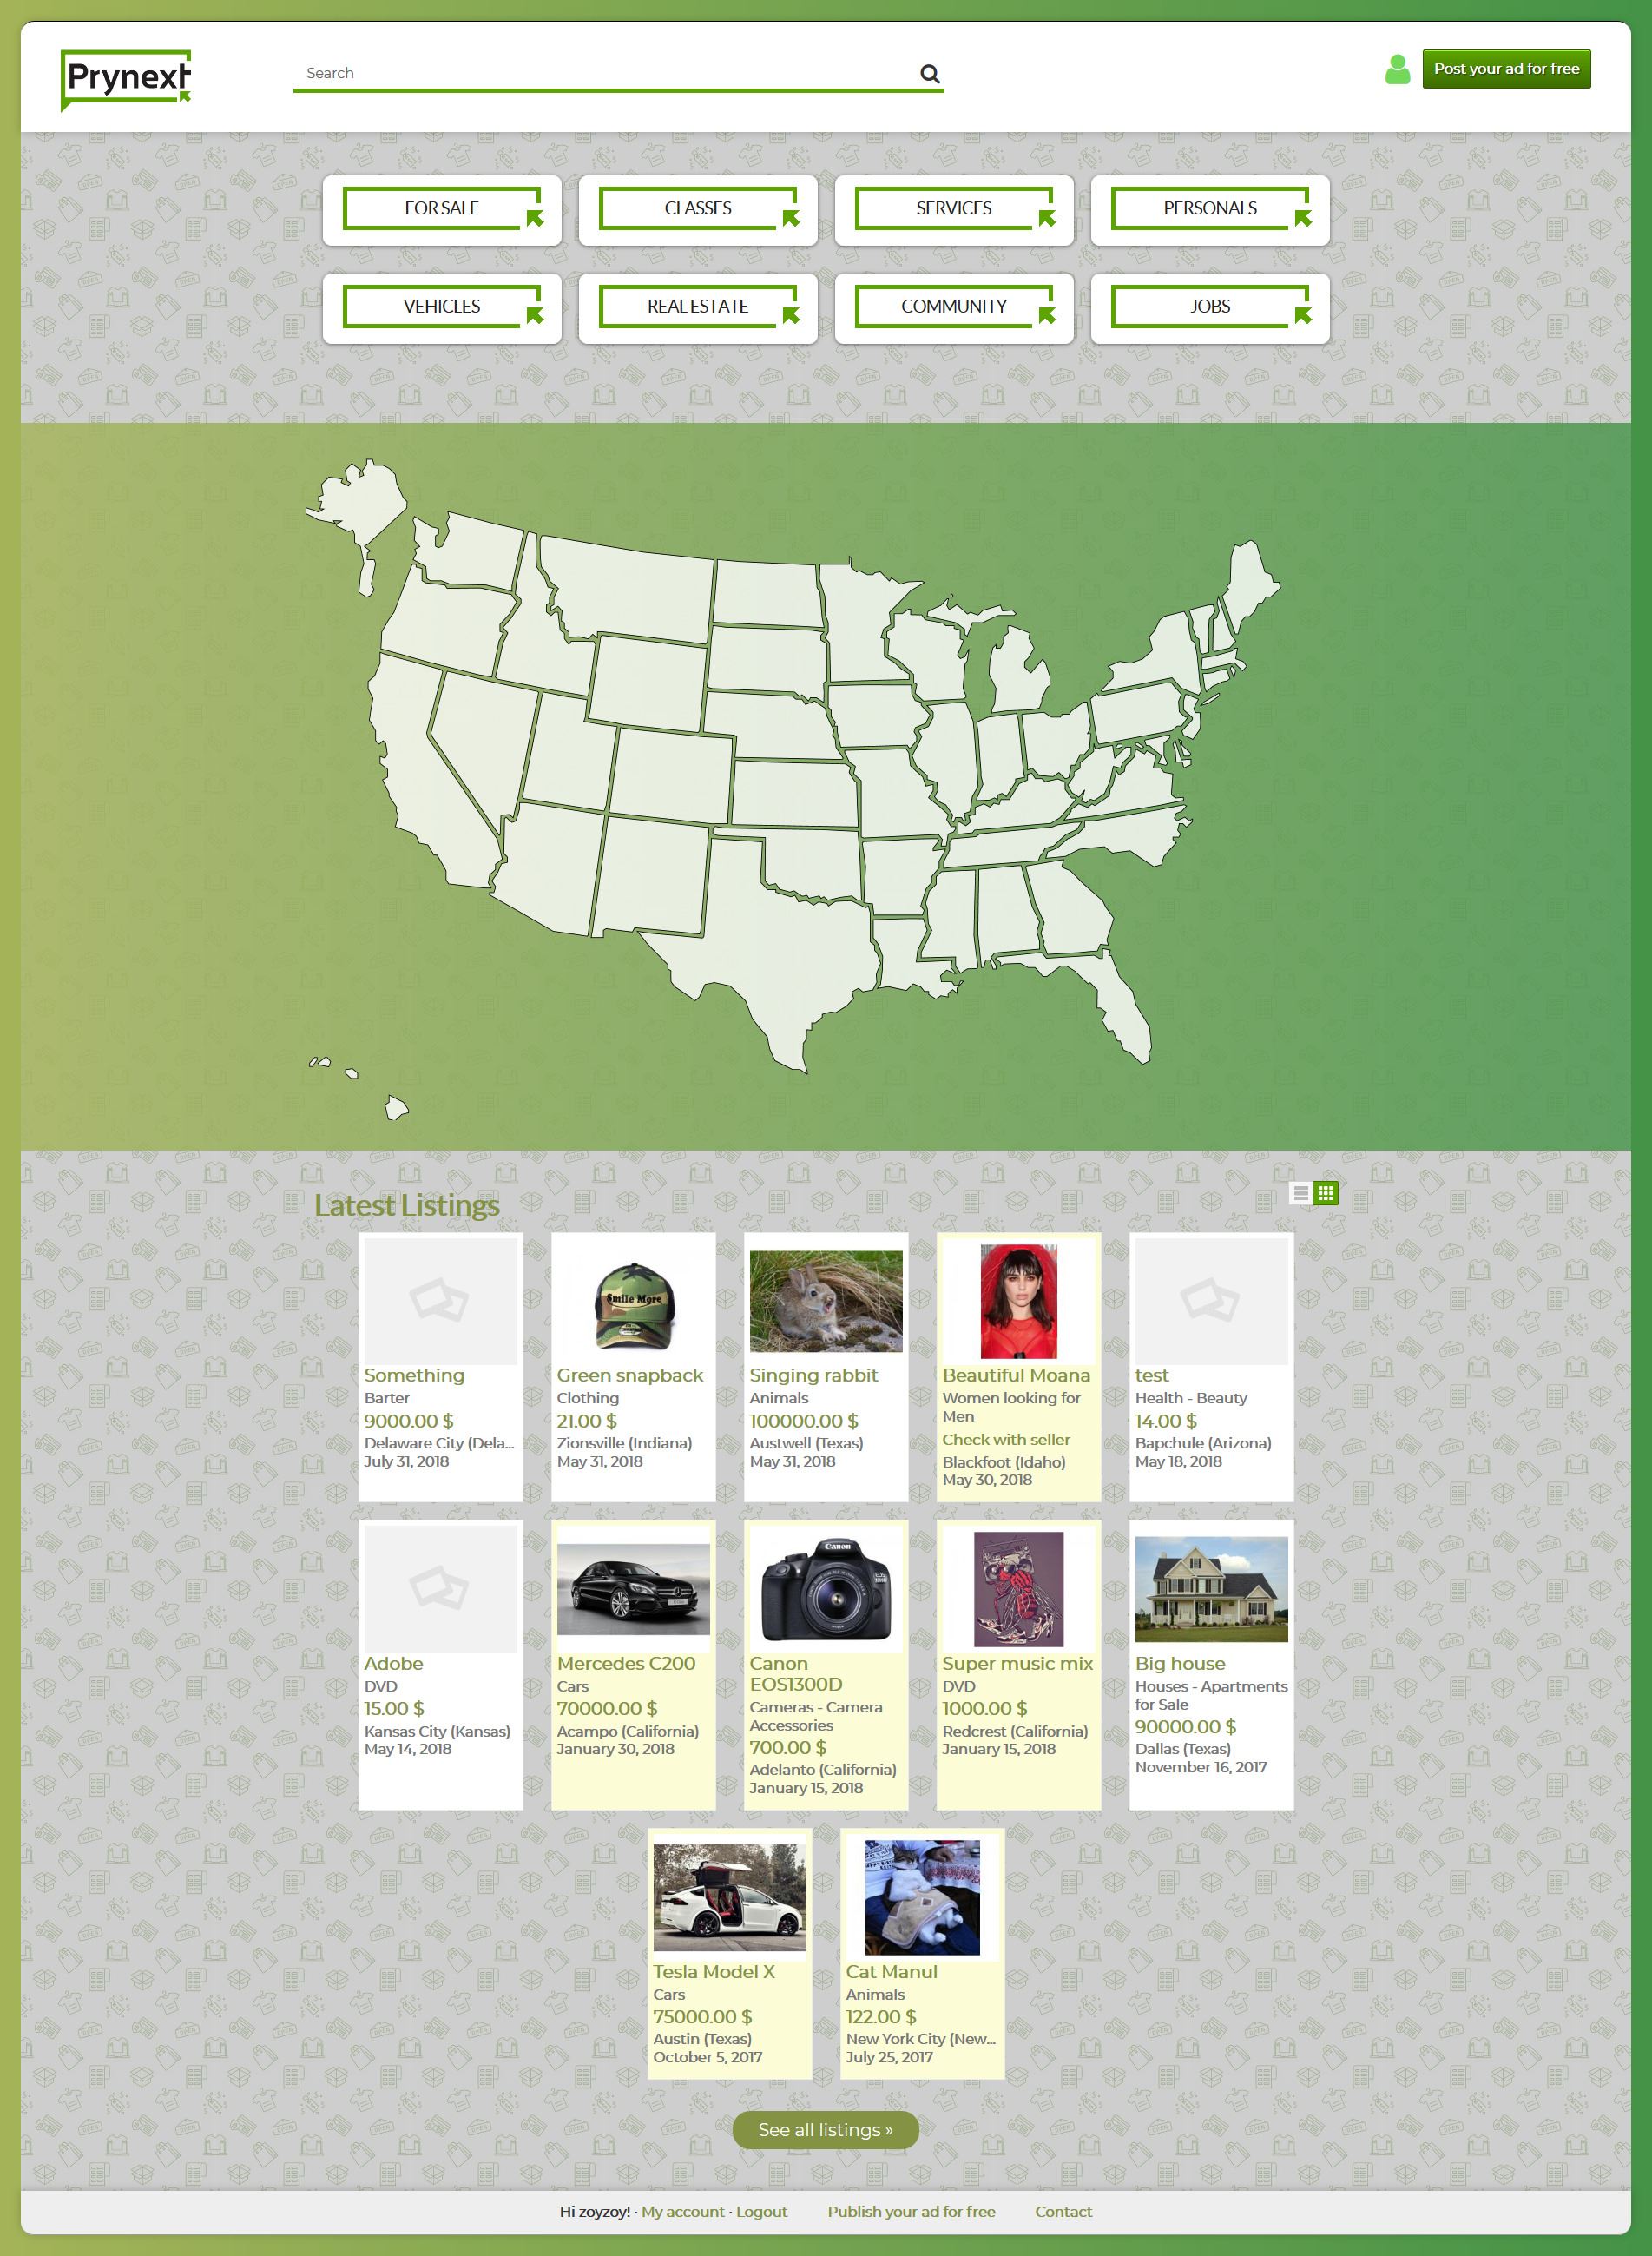 Prynext
Search
Post your ad for free
FOR SALE
CLASSES
SERVICES
PERSONALS
VEHICLES
REAL ESTATE
COMMUNITY
JOBS
Latest Listings
Something
Barter
9000.00 $
Delaware City (Dela...
July 31, 2018
Smile More
Green snapback
Clothing
21.00 $
Zionsville (Indiana)
May 31, 2018
Singing rabbit
Animals
100000.00 $
Austwell (Texas)
May 31, 2018
Beautiful Moana
Women looking for
Men
Check with seller
Blackfoot (Idaho)
May 30, 2018
test
Health - Beauty
14.00 $
Bapchule (Arizona)
May 18, 2018
Adobe
DVD
15.00 $
Kansas City (Kansas)
May 14, 2018
Mercedes C200
Cars
70000.00 $
Acampo (California)
January 30, 2018
Canon
Canon
EOS1300D
Cameras - Camera
Accessories
700.00 $
Adelanto (California)
January 15, 2018
Super music mix
DVD
1000.00 $
Redcrest (California)
January 15, 2018
Big house
Houses - Apartments
for Sale
90000.00 $
Dallas (Texas)
November 16, 2017
Tesla Model X
Cars
75000.00 $
Austin (Texas)
October 5, 2017
Cat Manul
Animals
122.00 $
New York City (New...
July 25, 2017
See all listings »
Hi zoyzoy! · My account · Logout
Publish your ad for free
Contact